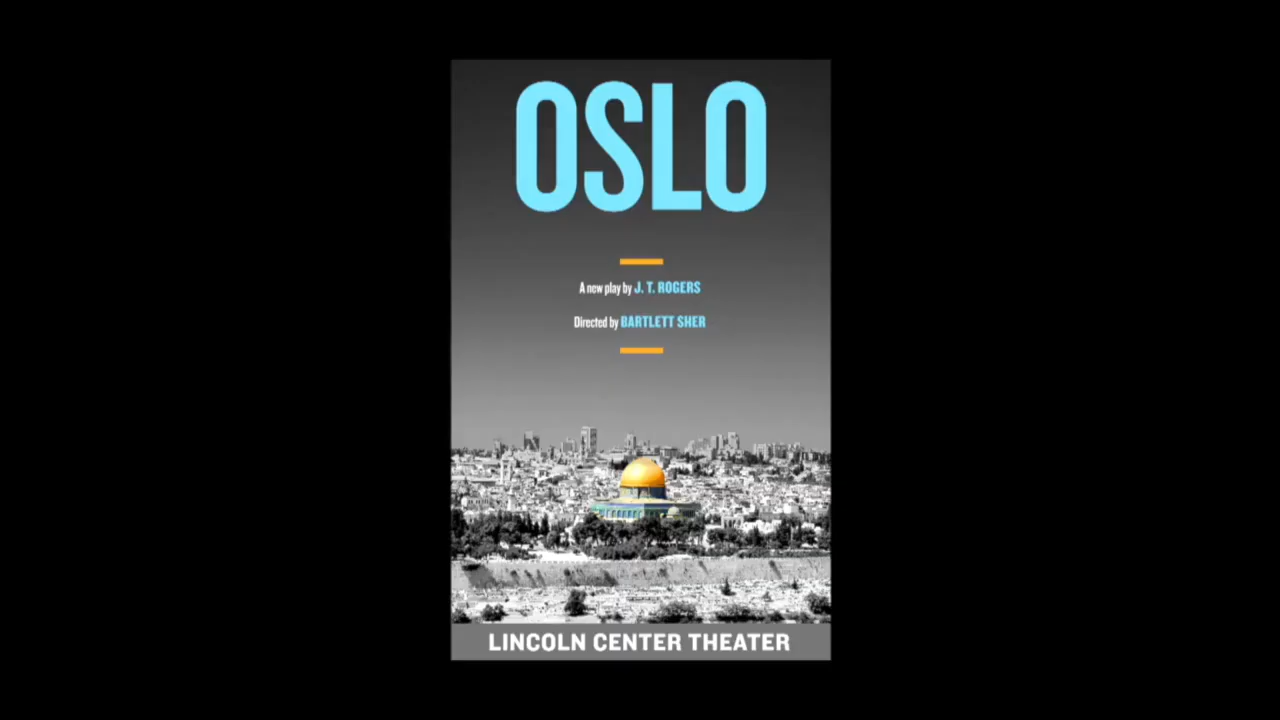 OSLO
A new play by J. T. ROGERS
Directed by BARTLETT SHER
LINCOLN CENTER THEATER